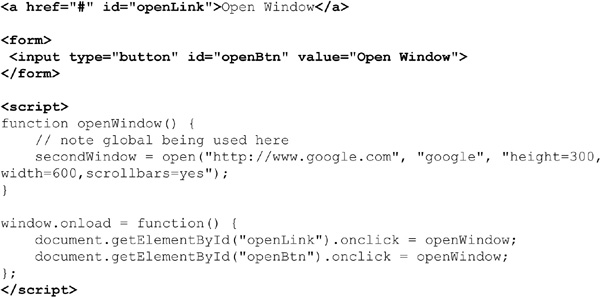 <a href="#" id="openLink">Open Window</a>
<form>
 <input type="button" id="openBtn" value="Open Window">
</form>
<script>
function openWindow() {
    // note global being used here
    secondWindow = open("http://www.google.com", "google", "height=300,
width=600,scrollbars=yes");
}
window.onload = function() {
    document.getElementById("openLink").onclick = openWindow;
    document.getElementById("openBtn").onclick = openWindow;
};
</script>